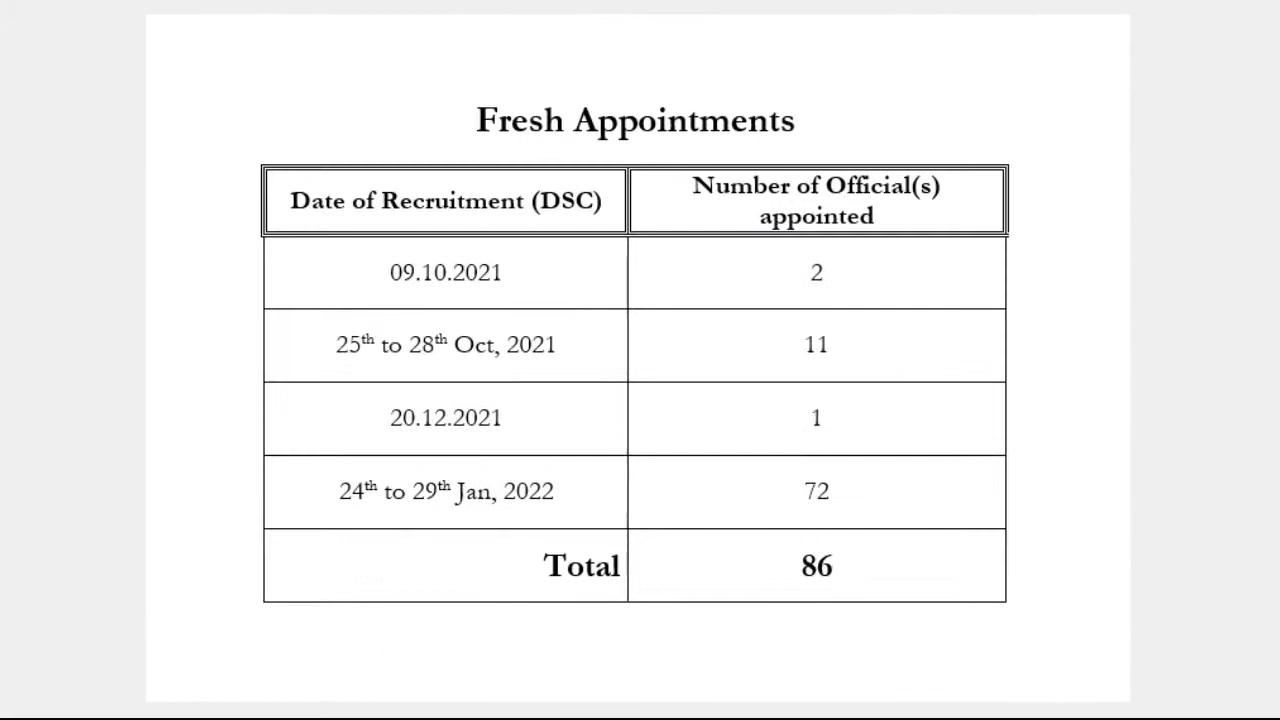 Fresh Appointments
Date of Recruitment (DSC)
Number of Official(s)
appointed
09.10.2021
2
25th to 28th Oct, 2021
11
20.12.2021
1
24th to 29th Jan, 2022
72
Total
86